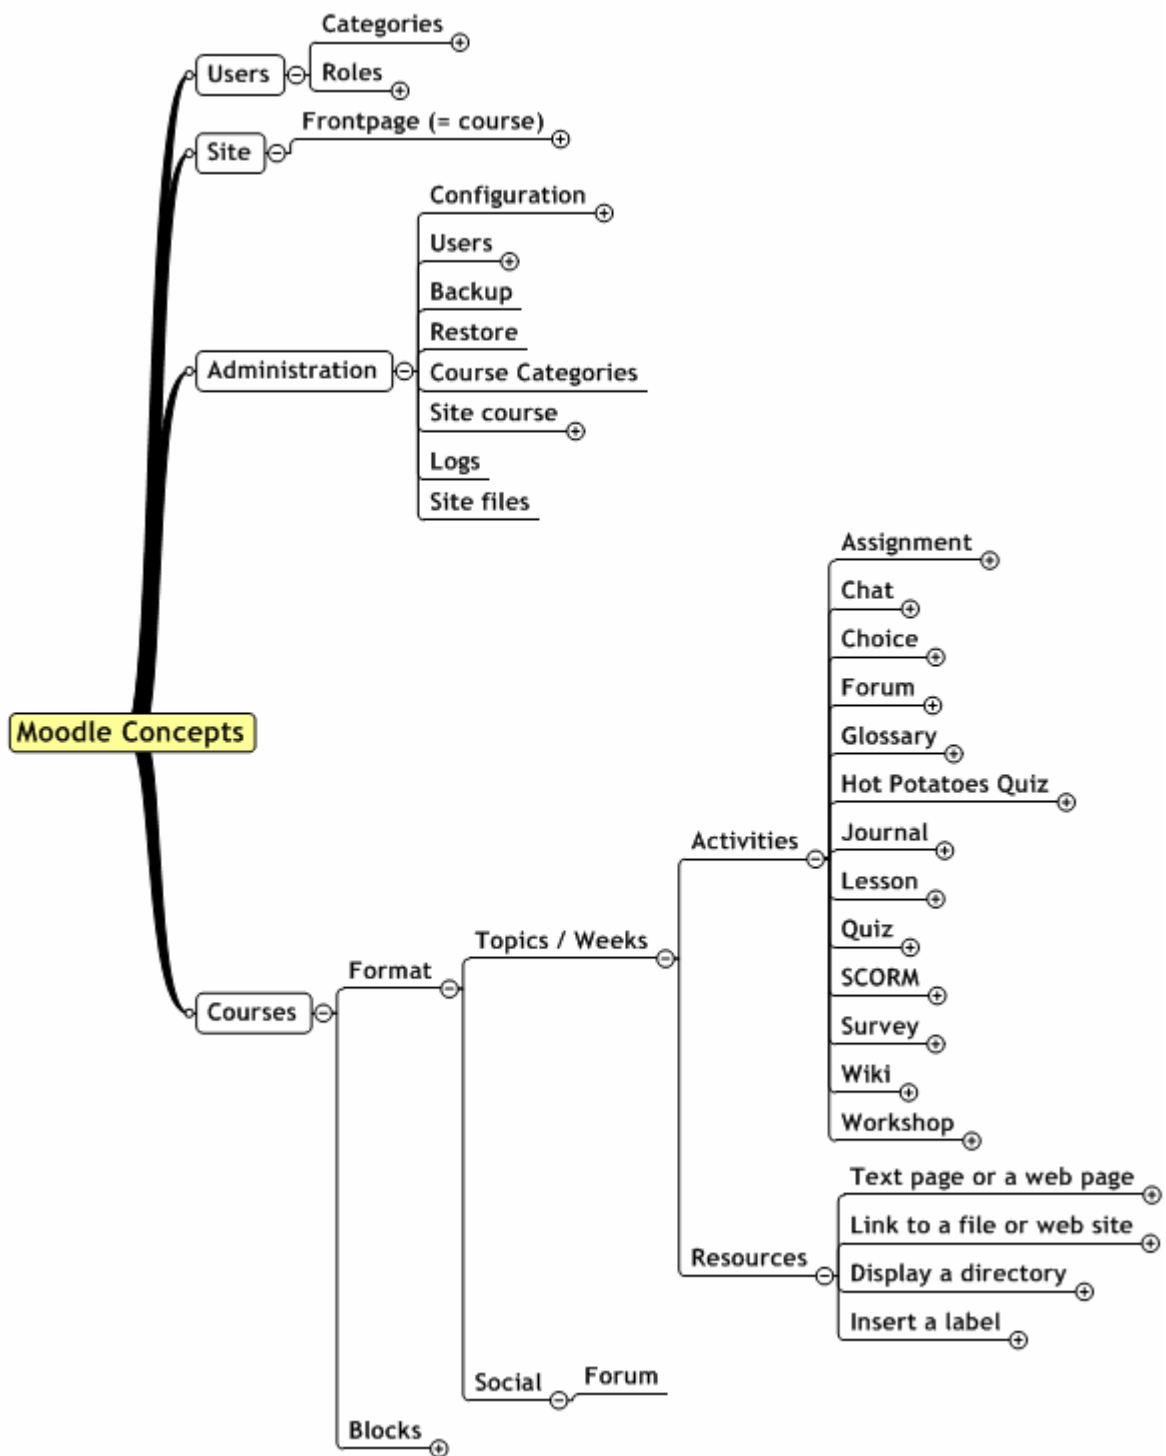 Categories
Users
Roles
Frontpage (= course)
Site
Configuration
Users
Backup
Restore
Administration
Course Categories
Site course
Logs
Site files
Moodle Concepts
Assignment
Chat
Choice
Forum
Glossary
Hot Potatoes Quiz
Journal
Activities
Lesson
Quiz
Topics / Weeks
SCORM
Format
Courses
Survey
Wiki
Workshop
Text page or a web page
Link to a file or web site
Resources
Display a directory
Insert a label
Social
Forum
Blocks